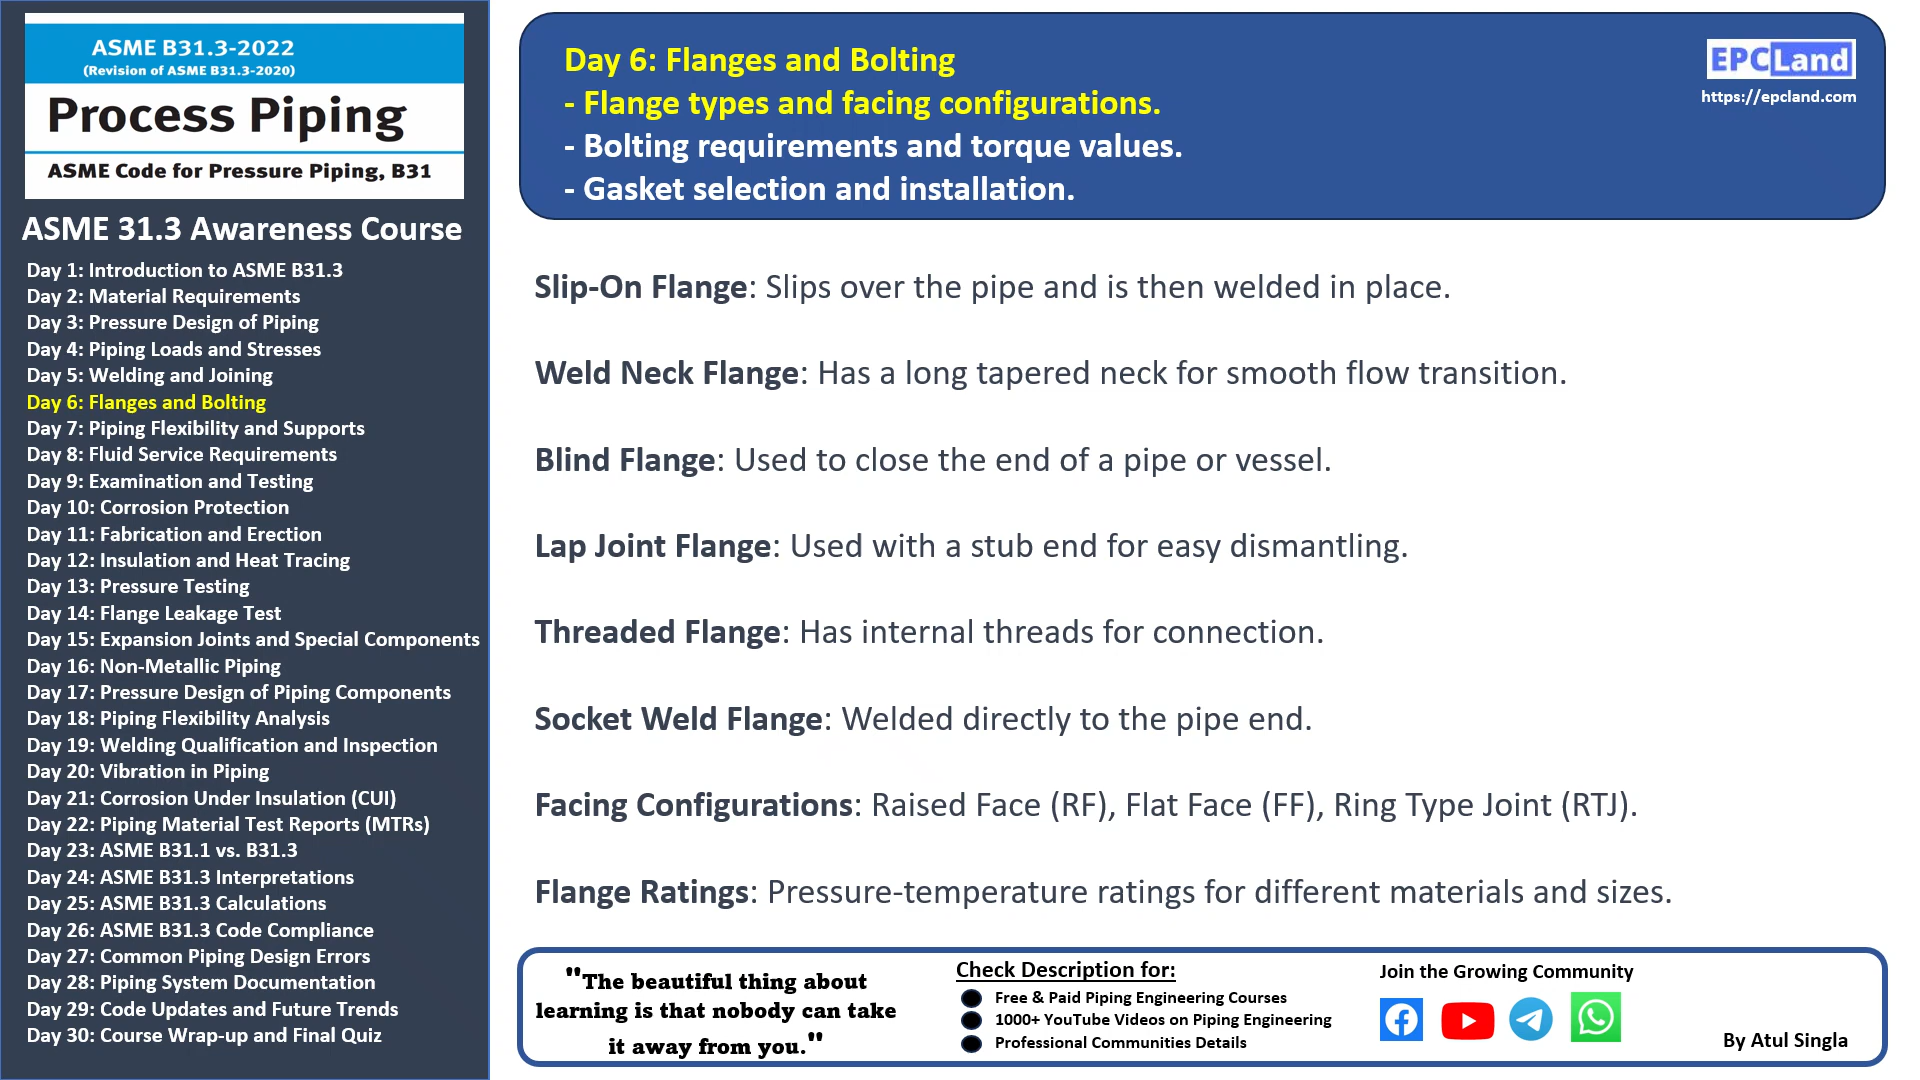 ASME B31.3-2022
(Revision of ASME B31.3-2020)
Process Piping
ASME Code for Pressure Piping, B31
ASME 31.3 Awareness Course
Day 1: Introduction to ASME B31.3
Day 2: Material Requirements
Day 3: Pressure Design of Piping
Day 4: Piping Loads and Stresses
Day 5: Welding and Joining
Day 6: Flanges and Bolting
Day 7: Piping Flexibility and Supports
Day 8: Fluid Service Requirements
Day 9: Examination and Testing
Day 10: Corrosion Protection
Day 11: Fabrication and Erection
Day 12: Insulation and Heat Tracing
Day 13: Pressure Testing
Day 14: Flange Leakage Test
Day 15: Expansion Joints and Special Components
Day 16: Non-Metallic Piping
Day 17: Pressure Design of Piping Components
Day 18: Piping Flexibility Analysis
Day 19: Welding Qualification and Inspection
Day 20: Vibration in Piping
Day 21: Corrosion Under Insulation (CUI)
Day 22: Piping Material Test Reports (MTRs)
Day 23: ASME B31.1 vs. B31.3
Day 24: ASME B31.3 Interpretations
Day 25: ASME B31.3 Calculations
Day 26: ASME B31.3 Code Compliance
Day 27: Common Piping Design Errors
Day 28: Piping System Documentation
Day 29: Code Updates and Future Trends
Day 30: Course Wrap-up and Final Quiz
Day 6: Flanges and Bolting
- Flange types and facing configurations.
- Bolting requirements and torque values.
- Gasket selection and installation.
EPCLand
https://epcland.com
Slip-On Flange: Slips over the pipe and is then welded in place.
Weld Neck Flange: Has a long tapered neck for smooth flow transition.
Blind Flange: Used to close the end of a pipe or vessel.
Lap Joint Flange: Used with a stub end for easy dismantling.
Threaded Flange: Has internal threads for connection.
Socket Weld Flange: Welded directly to the pipe end.
Facing Configurations: Raised Face (RF), Flat Face (FF), Ring Type Joint (RTJ).
Flange Ratings: Pressure-temperature ratings for different materials and sizes.
"The beautiful thing about
learning is that nobody can take
it away from you."
Check Description for:
Free & Paid Piping Engineering Courses
1000+ YouTube Videos on Piping Engineering
Professional Communities Details
Join the Growing Community
By Atul Singla